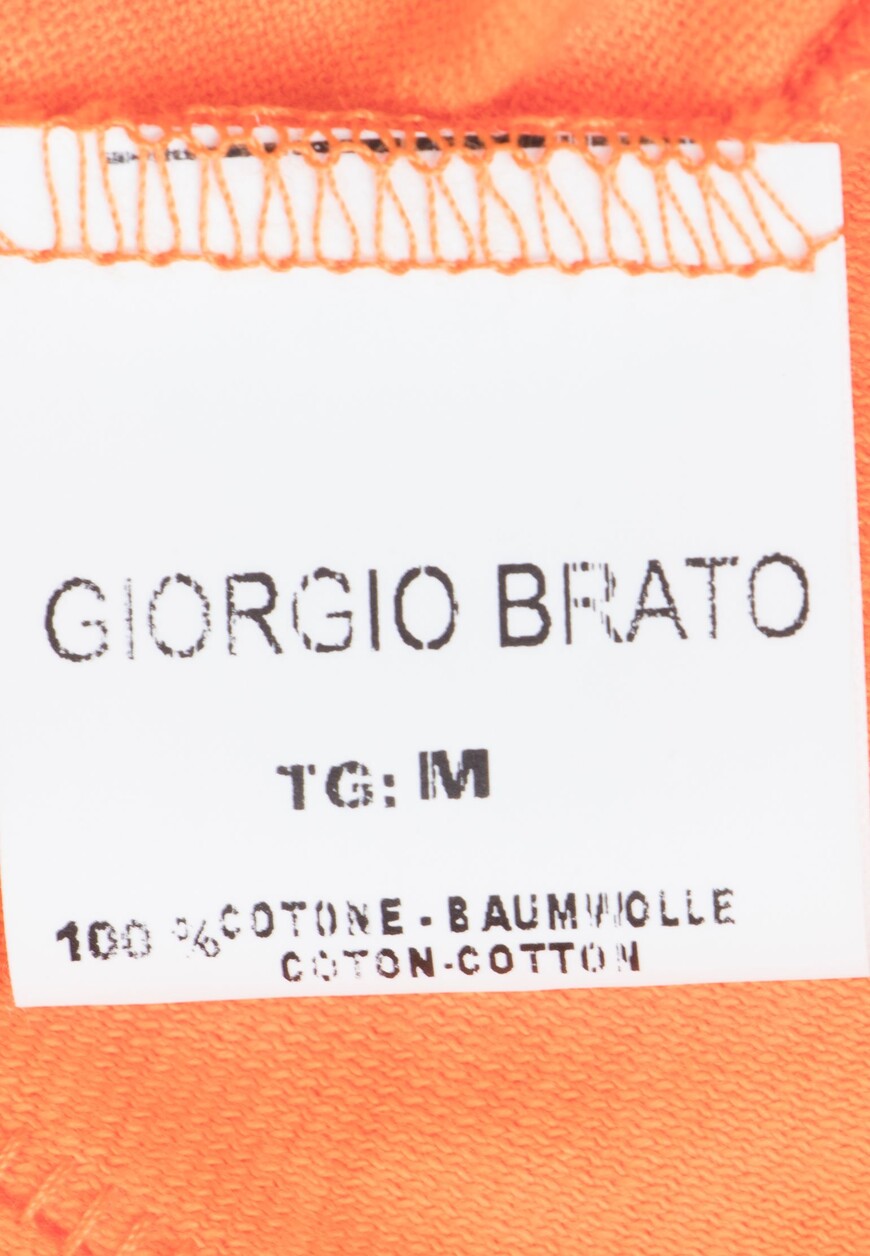 GIORGIO BRATO
TG: M
100 % COTONE - BAUMWOLLE
COTON-COTTON